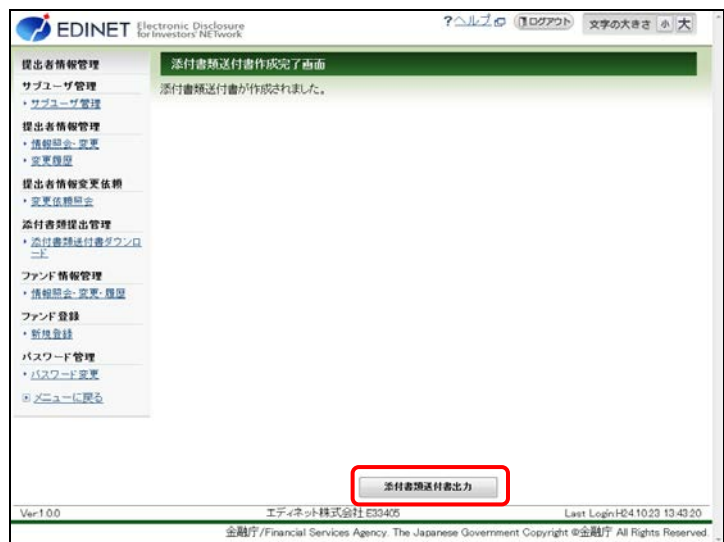 EDINET Electronic Disclosure for Investors' NETwork
?ヘルプ ログアウト 文字の大きさ 小 大
提出者情報管理
添付書類送付書作成完了画面
サブユーザ管理
添付書類送付書が作成されました。
・サブユーザ管理
提出者情報管理
・情報照会・変更
・変更履歴
提出者情報変更依頼
・変更依頼照会
添付書類提出管理
・添付書類送付書ダウンロ
ード
ファンド情報管理
・情報照会・変更・履歴
ファンド登録
・新規登録
パスワード管理
・パスワード変更
メニューに戻る
添付書類送付書出力
Ver.1.0.0 エディネット株式会社 E33405 Last Login:H24.10.23 13:43:20
金融庁/Financial Services Agency. The Japanese Government Copyright ©金融庁 All Rights Reserved.